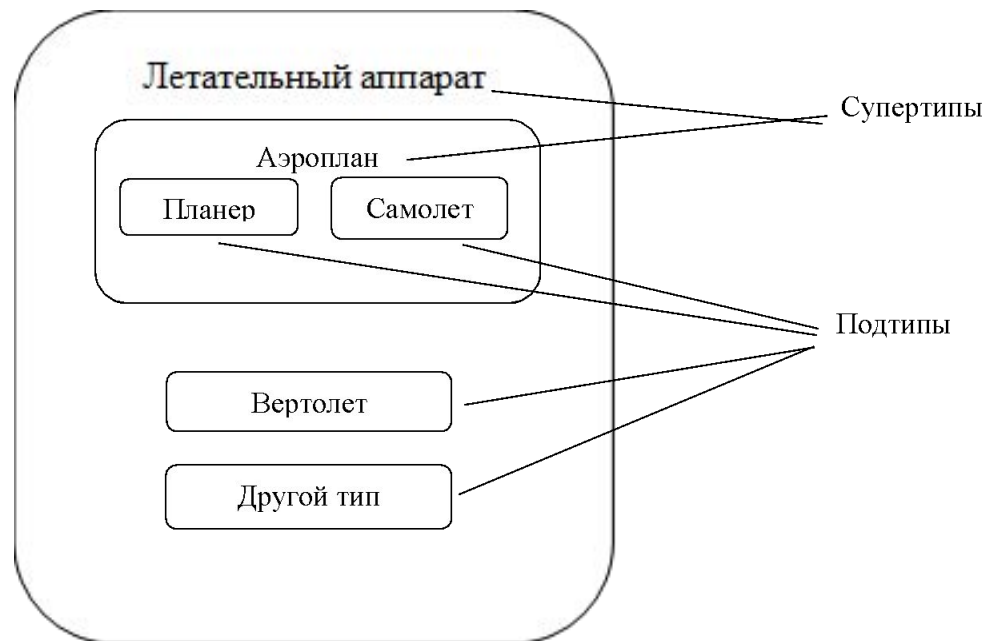 Летательный аппарат
Супертипы
Аэроплан
Планер
Самолет
Подтипы
Вертолет
Другой тип